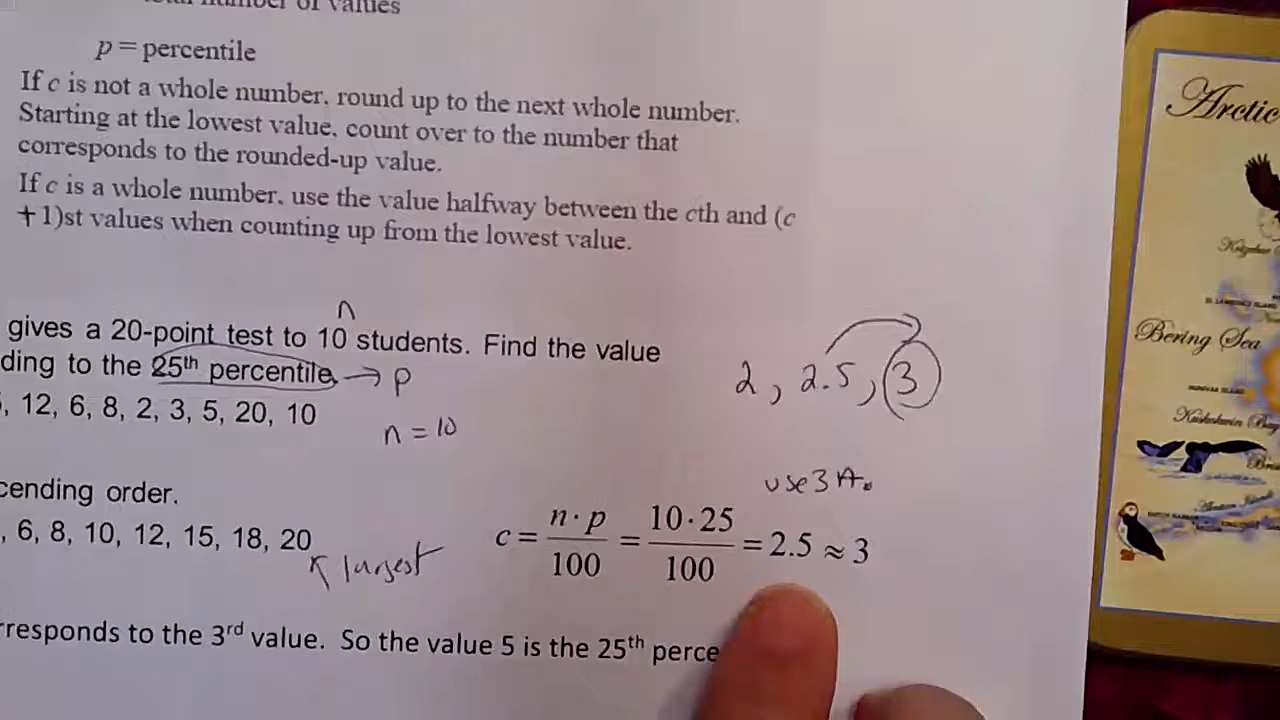 number of values
p = percentile
If c is not a whole number, round up to the next whole number.
Starting at the lowest value, count over to the number that
corresponds to the rounded-up value.
If c is a whole number, use the value halfway between the cth and (c
+1)st values when counting up from the lowest value.
n
gives a 20-point test to 10 students. Find the value
ding to the 25th percentile. → p
, 12, 6, 8, 2, 3, 5, 20, 10
n = 10
2, 2.5, 3
cending order.
, 6, 8, 10, 12, 15, 18, 20
largest
use 3
c = n · p / 100 = 10 · 25 / 100 = 2.5 ≈ 3
rresponds to the 3rd value. So the value 5 is the 25th perce
Arctic
Bering Sea